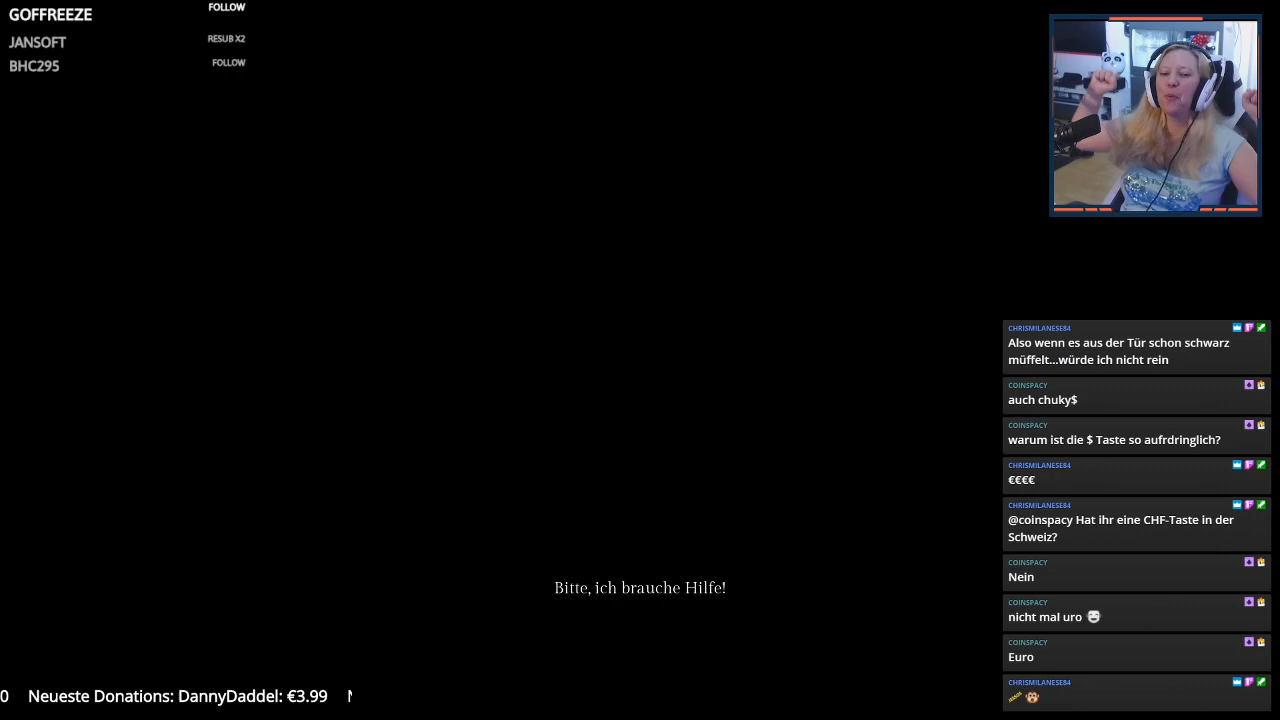 GOFFREEZE FOLLOW
JANSOFT RESUB X2
BHC295 FOLLOW
CHRISMILANESE84
Also wenn es aus der Tür schon schwarz
müffelt...würde ich nicht rein
COINSPACY
auch chuky$
COINSPACY
warum ist die $ Taste so aufrdringlich?
CHRISMILANESE84
€€€€
CHRISMILANESE84
@coinspacy Hat ihr eine CHF-Taste in der
Schweiz?
COINSPACY
Nein
COINSPACY
nicht mal uro
COINSPACY
Euro
CHRISMILANESE84
Bitte, ich brauche Hilfe!
0 Neueste Donations: DannyDaddel: €3.99